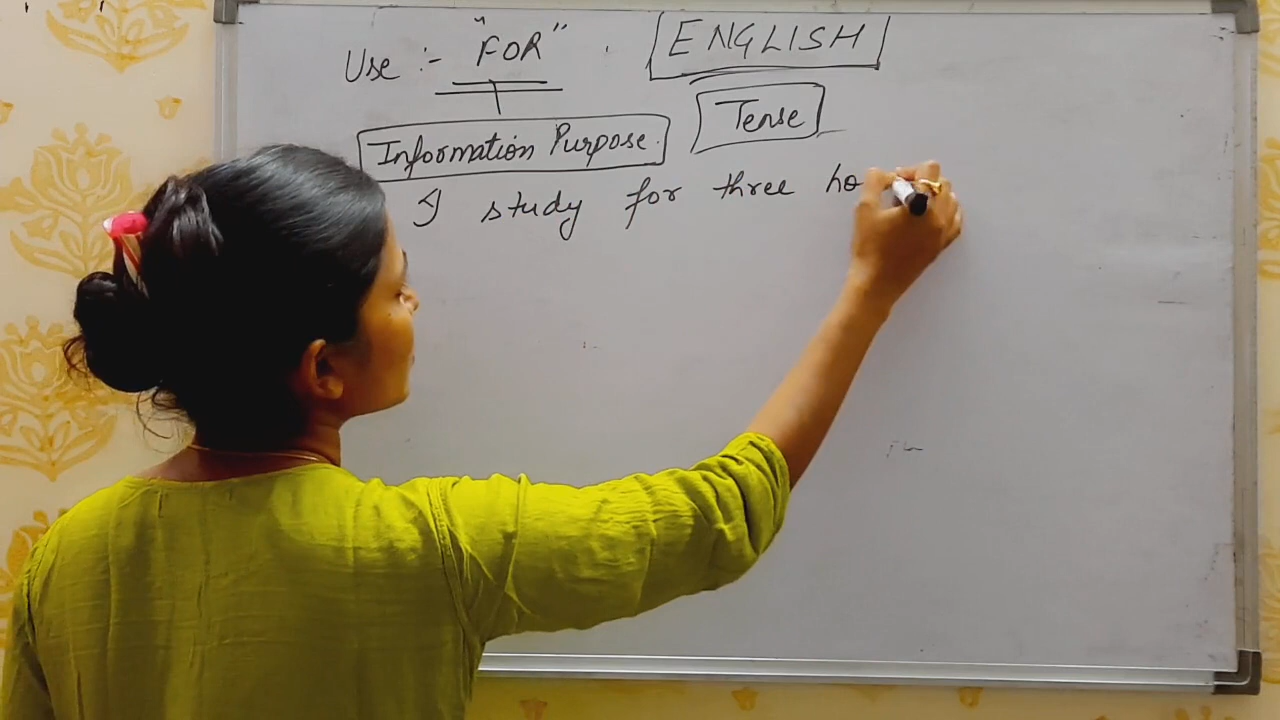 Use :- "FOR" . ENGLISH
Information Purpose. Tense
I study for three ho